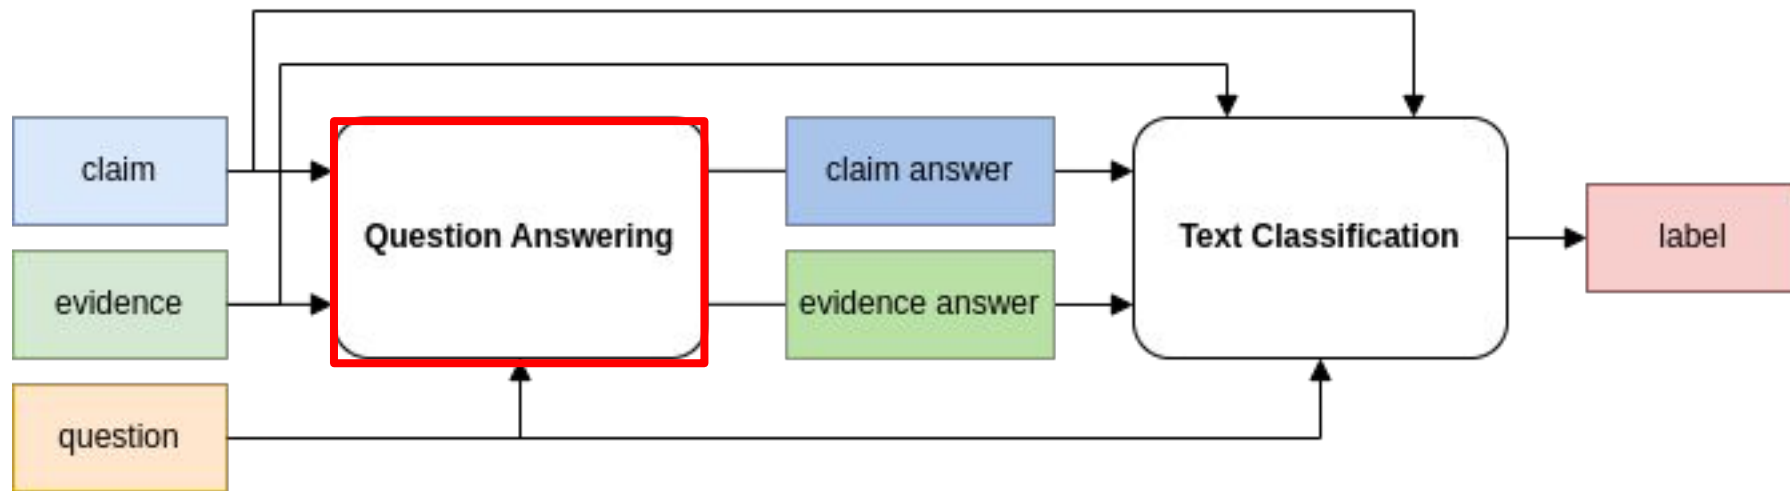 claim
claim answer
Question Answering
Text Classification
label
evidence
evidence answer
question